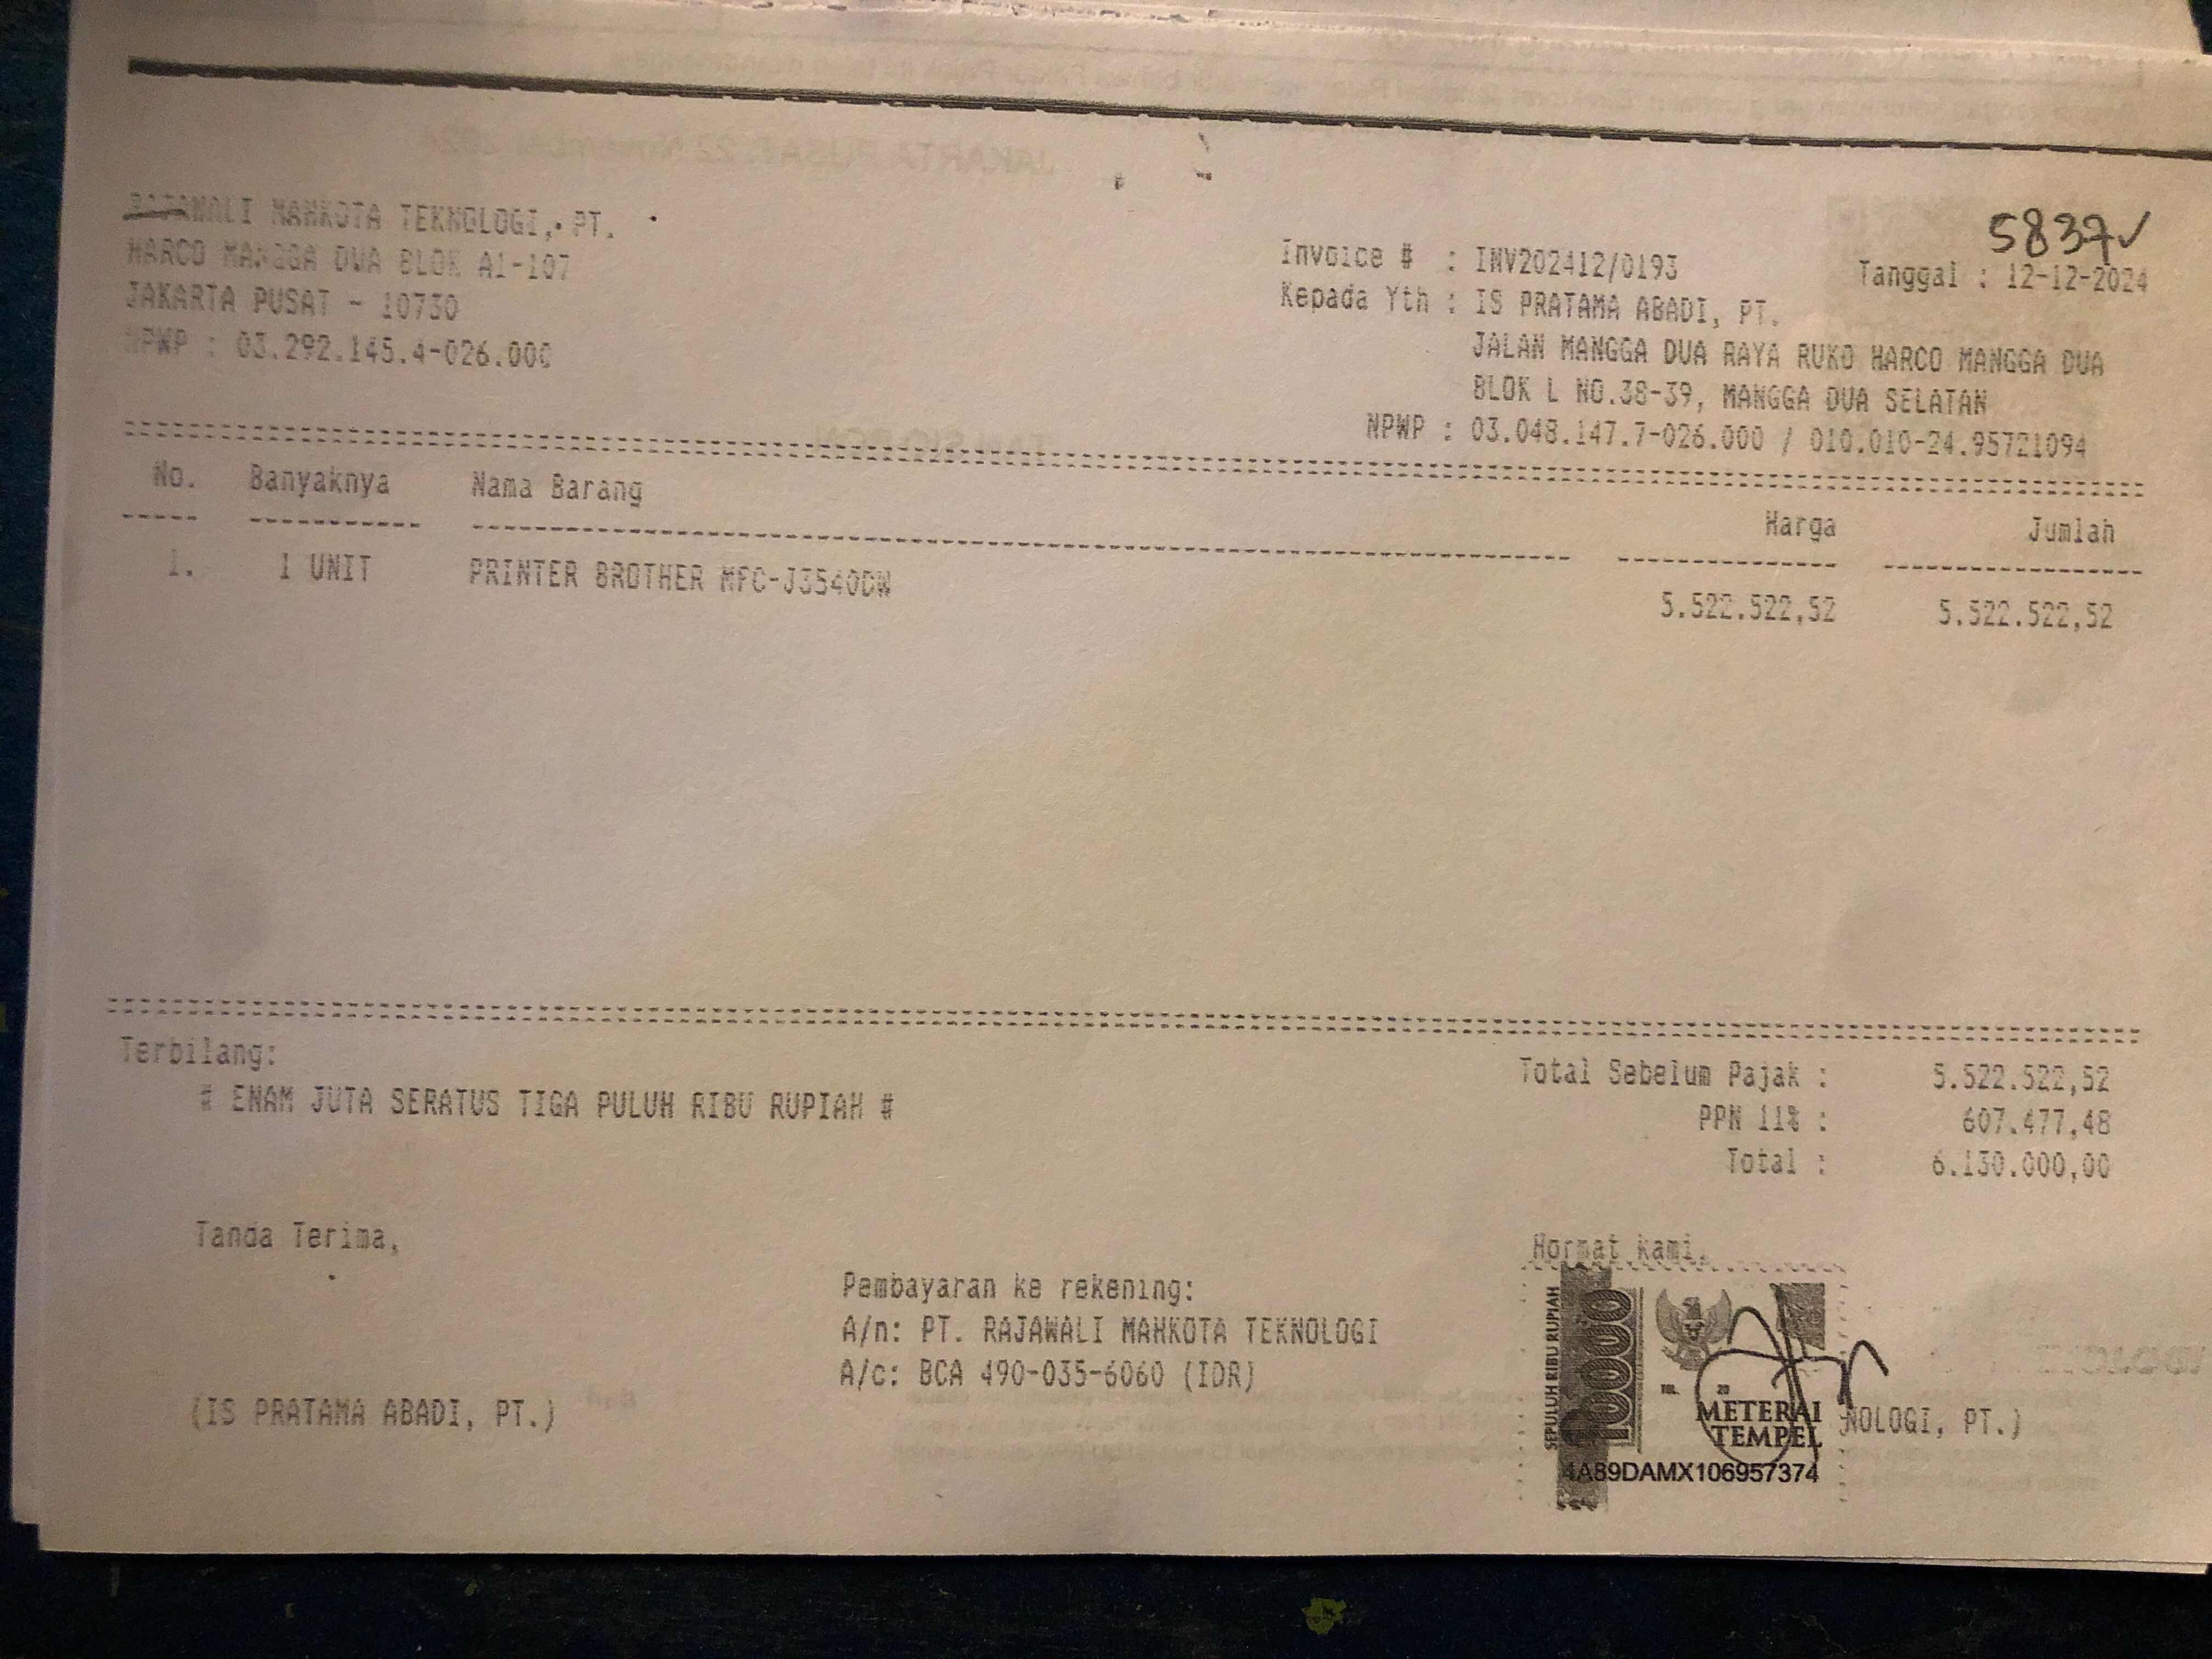 RAJAWALI MAHKOTA TEKNOLOGI, PT.
HARCO MANGGA DUA BLOK A1-107
JAKARTA PUSAT - 10730
NPWP : 03.292.145.4-026.000
5837✓
Invoice # : INV202412/0193
Tanggal : 12-12-2024
Kepada Yth : IS PRATAMA ABADI, PT.
JALAN MANGGA DUA RAYA RUKO HARCO MANGGA DUA
BLOK L NO.38-39, MANGGA DUA SELATAN
NPWP : 03.048.147.7-026.000 / 010.010-24.95721094
No. Banyaknya Nama Barang Harga Jumlah
1. 1 UNIT PRINTER BROTHER MFC-J3540DW 5.522.522,52 5.522.522,52
Terbilang:
# ENAM JUTA SERATUS TIGA PULUH RIBU RUPIAH #
Total Sebelum Pajak : 5.522.522,52
PPN 11% : 607.477,48
Total : 6.130.000,00
Tanda Terima,
(IS PRATAMA ABADI, PT.)
Pembayaran ke rekening:
A/n: PT. RAJAWALI MAHKOTA TEKNOLOGI
A/c: BCA 490-035-6060 (IDR)
Hormat kami,
SEPULUH RIBU RUPIAH
10000
TGL. 20
METERAI
TEMPEL
4A89DAMX106957374
NOLOGI, PT.)